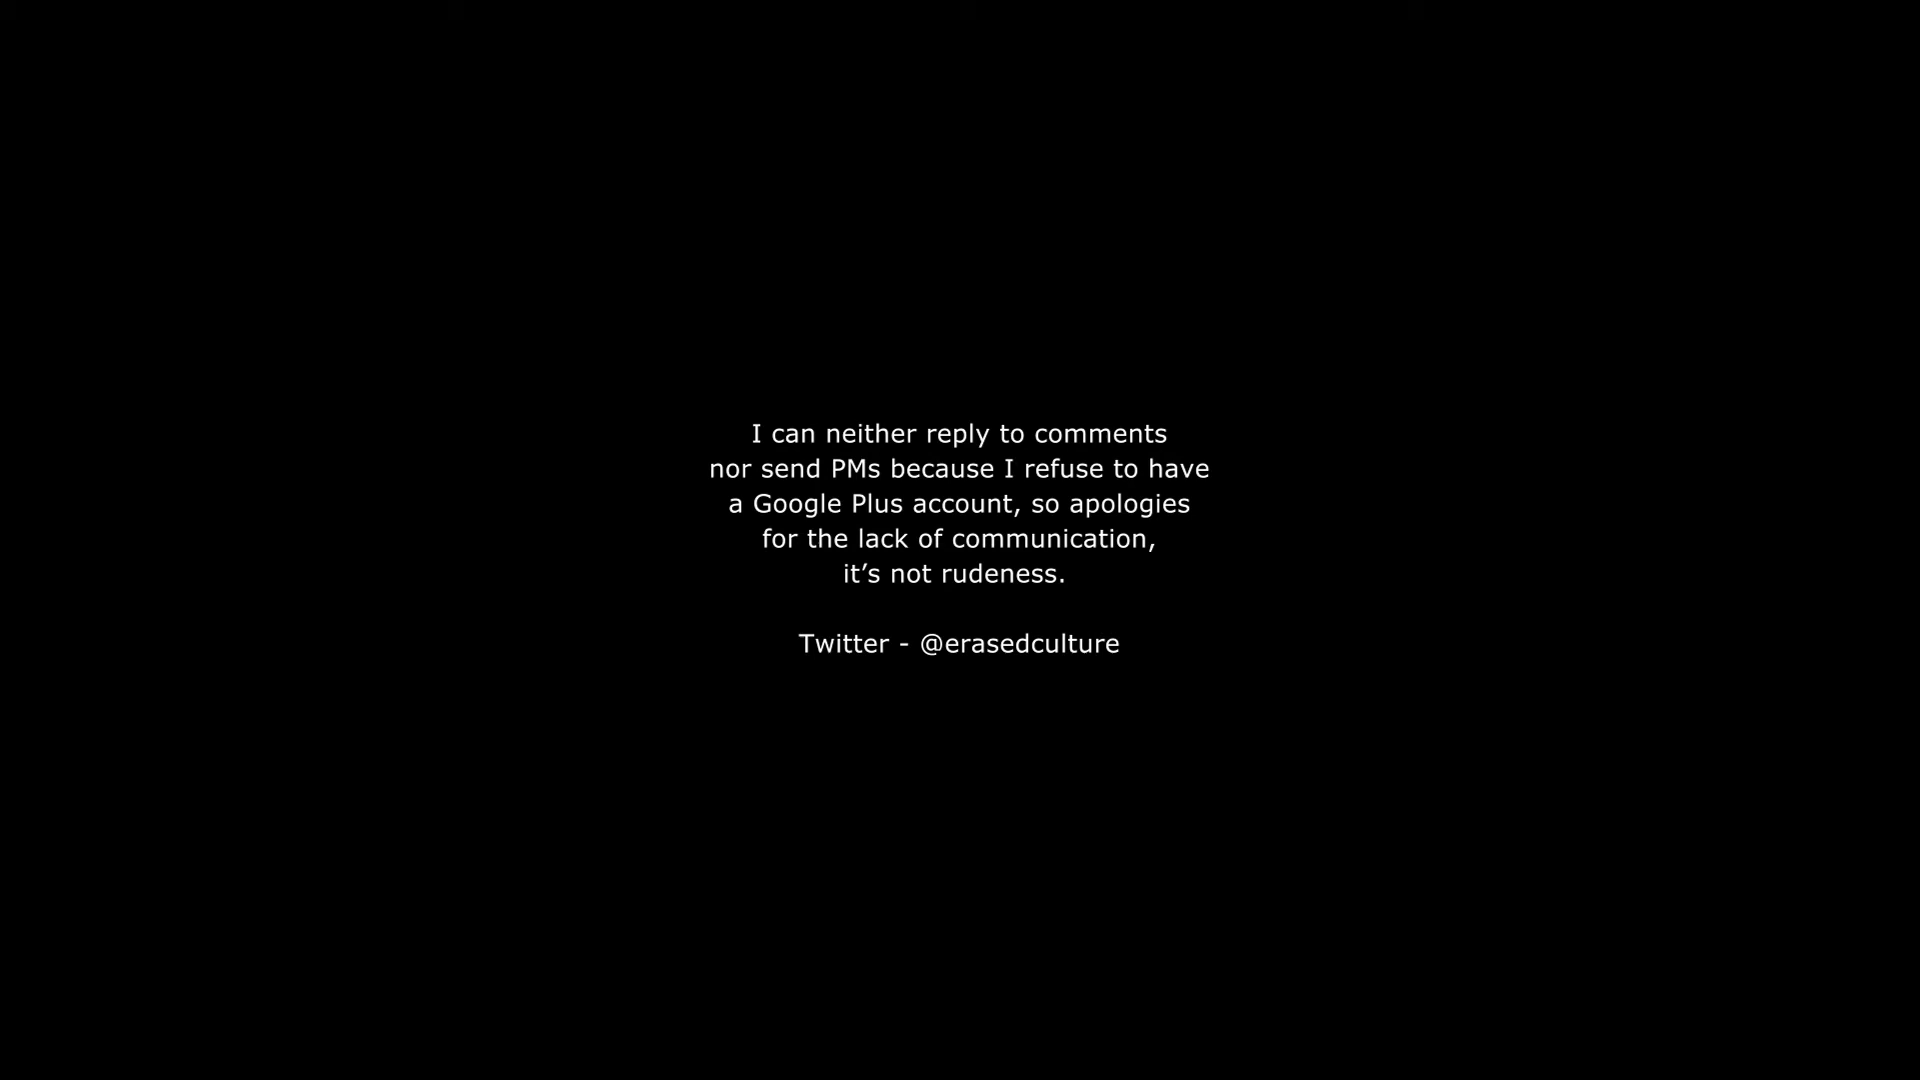 I can neither reply to comments
nor send PMs because I refuse to have
a Google Plus account, so apologies
for the lack of communication,
it’s not rudeness.
Twitter - @erasedculture